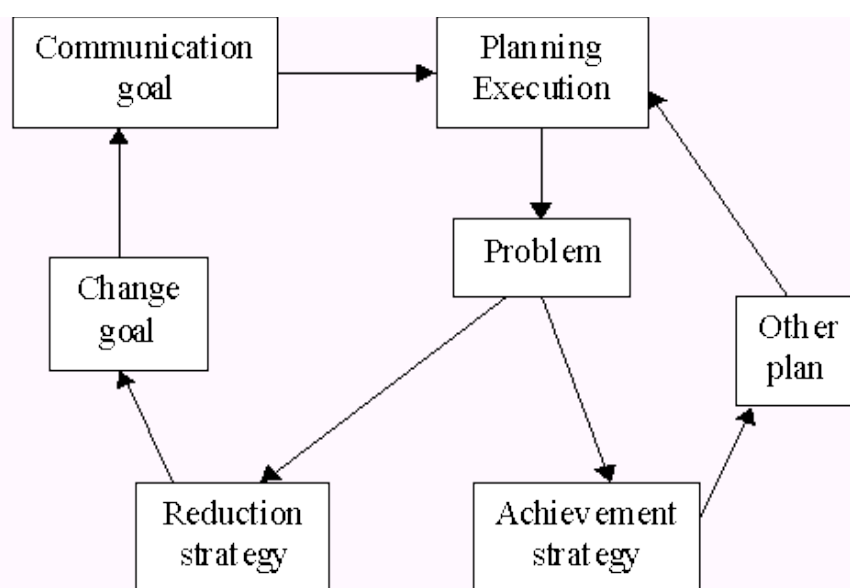 Communication
goal
Planning
Execution
Problem
Change
goal
Other
plan
Reduction
strategy
Achievement
strategy